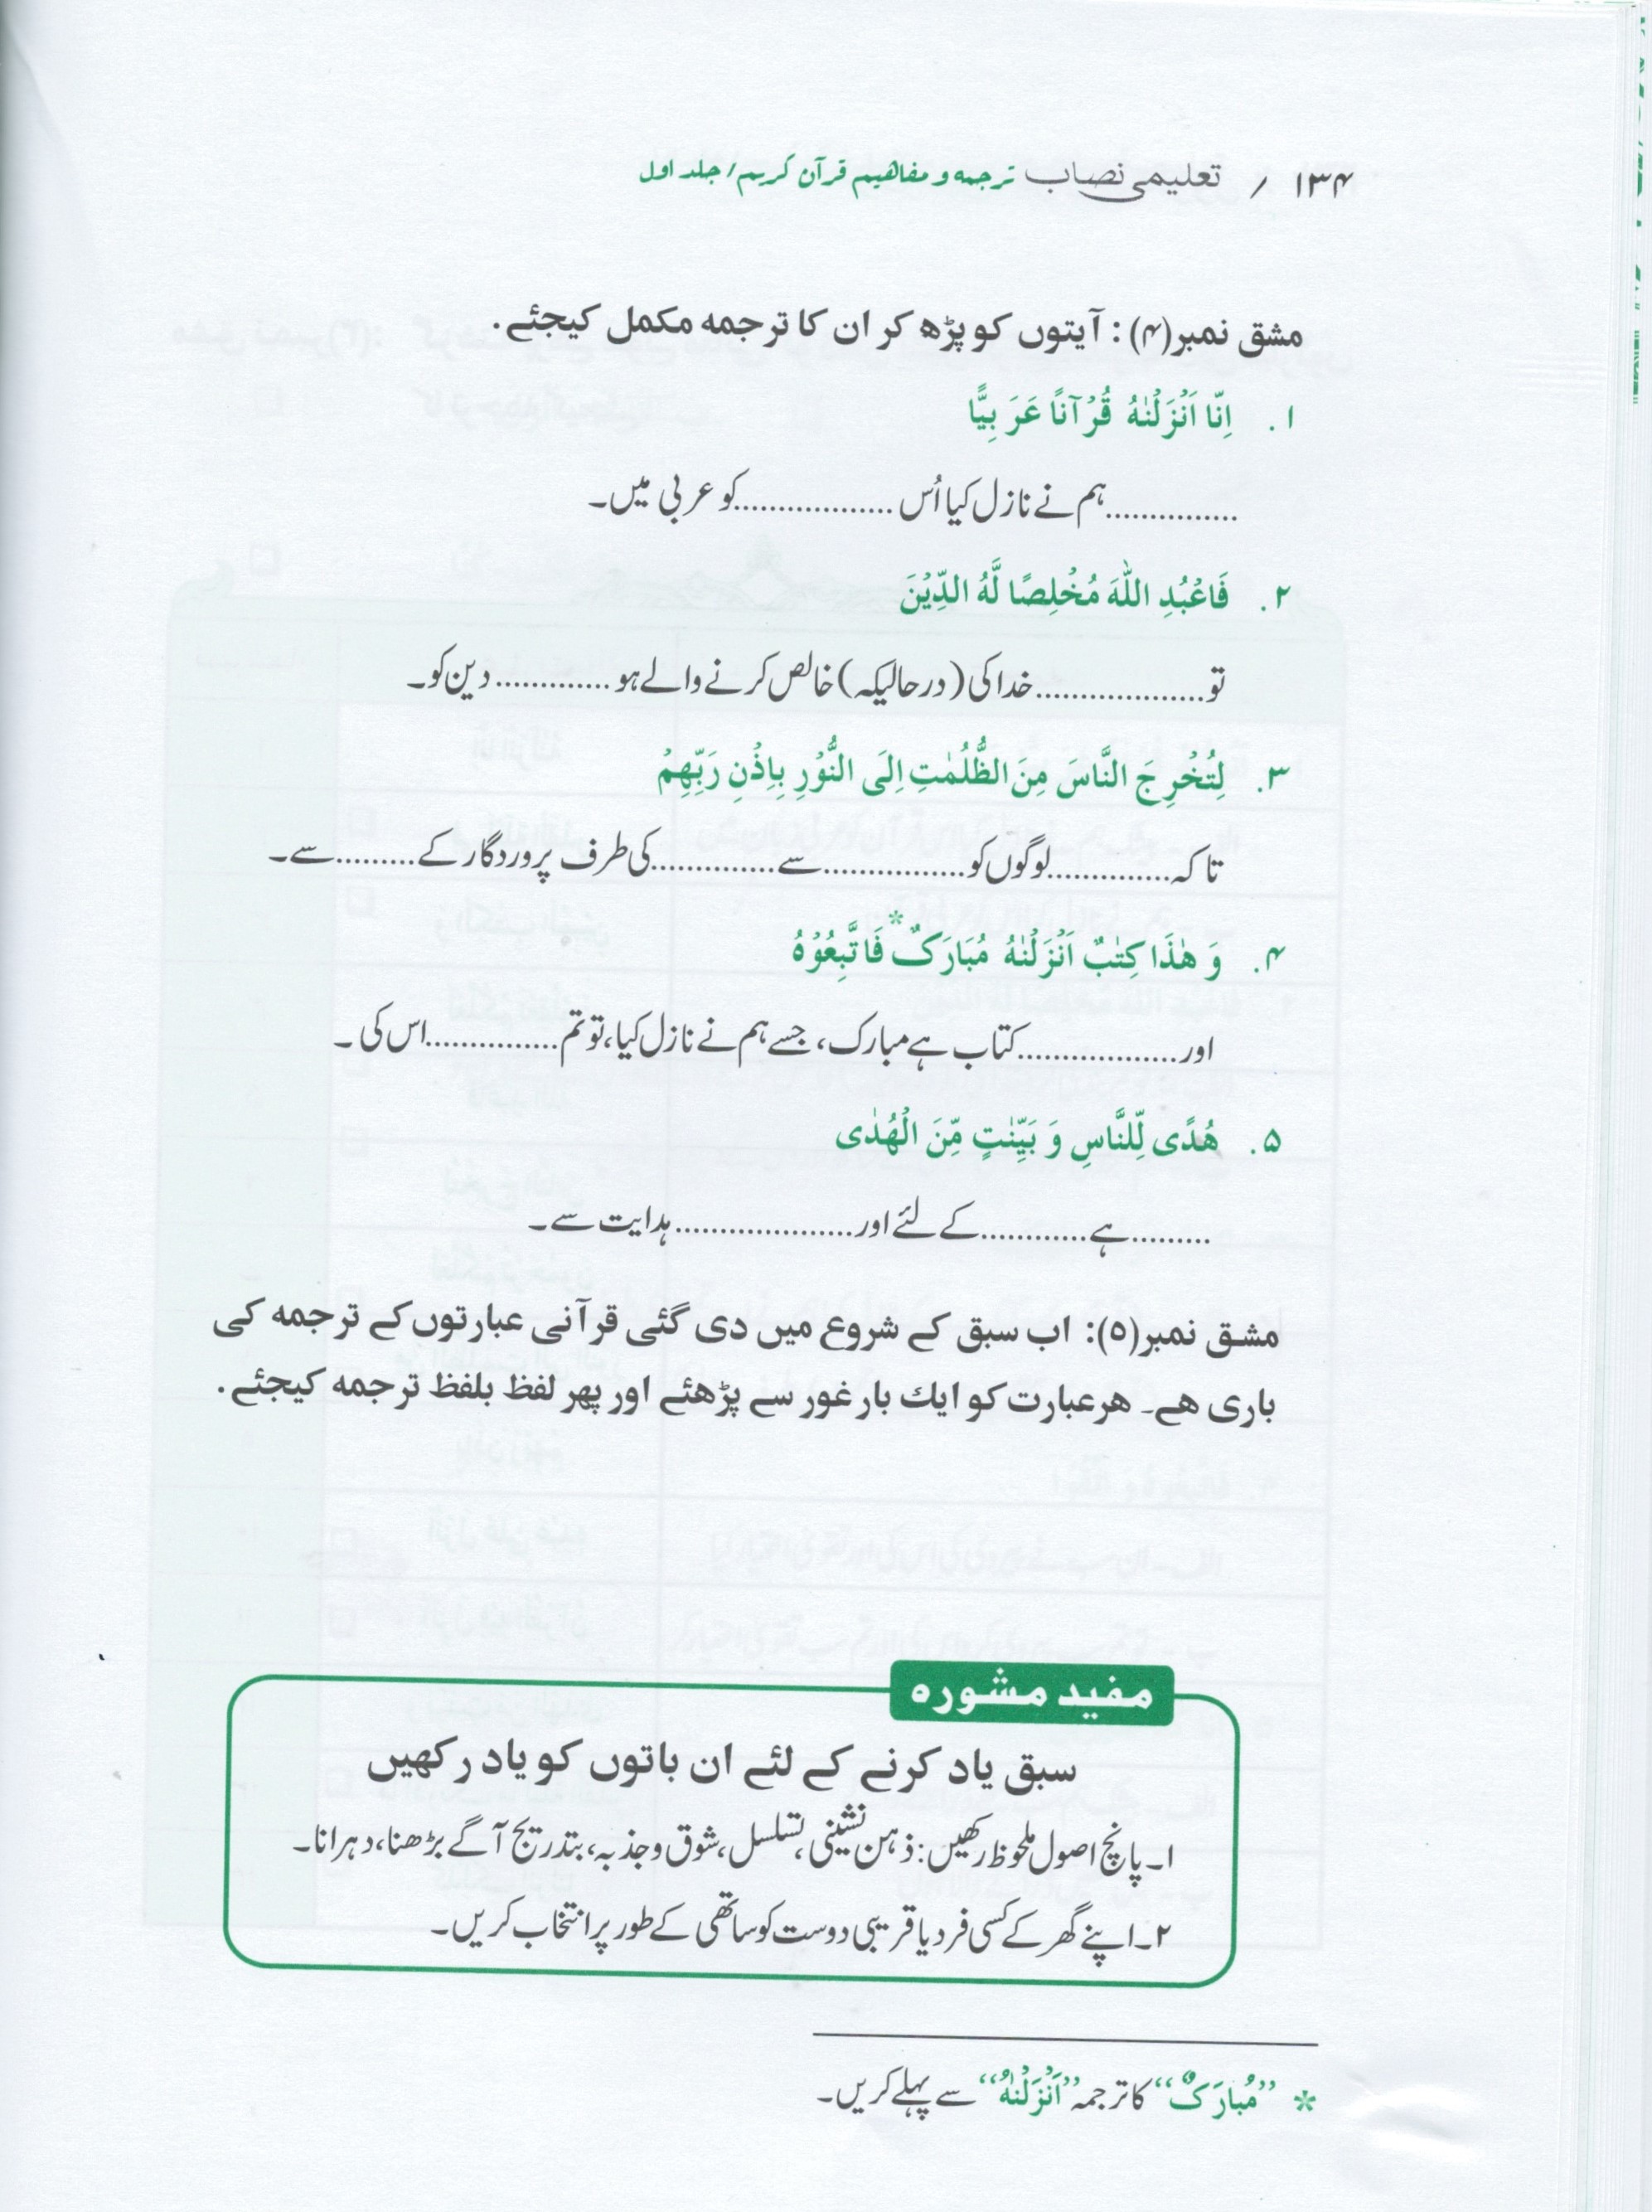 ۱۳۴ / تعلیمی نصاب ترجمہ و مفاھیم قرآن کریم/ جلد اول
مشق نمبر(۴): آیتوں کو پڑھ کر ان کا ترجمہ مکمل کیجئے.
۱. اِنَّا اَنْزَلْنٰهُ قُرْآنًا عَرَبِيًّا
...............ہم نے نازل کیا اُس ..................کو عربی میں۔
۲. فَاعْبُدِ اللّٰهَ مُخْلِصًا لَّهُ الدِّيْنَ
تو...................خدا کی (درحالیکہ) خالص کرنے والے ہو .............دین کو۔
۳. لِتُخْرِجَ النَّاسَ مِنَ الظُّلُمٰتِ اِلَى النُّوْرِ بِاِذْنِ رَبِّهِمْ
تاکہ..............لوگوں کو................سے..............کی طرف پروردگار کے.........سے۔
۴. وَ هٰذَا كِتٰبٌ اَنْزَلْنٰهُ مُبَارَكٌ* فَاتَّبِعُوْهُ
اور..................کتاب ہے مبارک، جسے ہم نے نازل کیا، تو تم...............اس کی ۔
۵. هُدًى لِّلنَّاسِ وَ بَيِّنٰتٍ مِّنَ الْهُدٰى
.........ہے............کے لئے اور....................ہدایت سے۔
مشق نمبر(۵): اب سبق کے شروع میں دی گئی قرآنی عبارتوں کے ترجمہ کی
باری ھے۔ ھر عبارت کو ایک بار غور سے پڑھئے اور پھر لفظ بلفظ ترجمہ کیجئے.
مفید مشورہ
سبق یاد کرنے کے لئے ان باتوں کو یاد رکھیں
۱۔ پانچ اصول ملحوظ رکھیں: ذہن نشینی، تسلسل، شوق و جذبہ، بتدریج آگے بڑھنا، دہرانا۔
۲۔ اپنے گھر کے کسی فرد یا قریبی دوست کو ساتھی کے طور پر انتخاب کریں۔
* ”مُبارَكٌ“ کا ترجمہ ”اَنْزَلْنٰهُ“ سے پہلے کریں۔